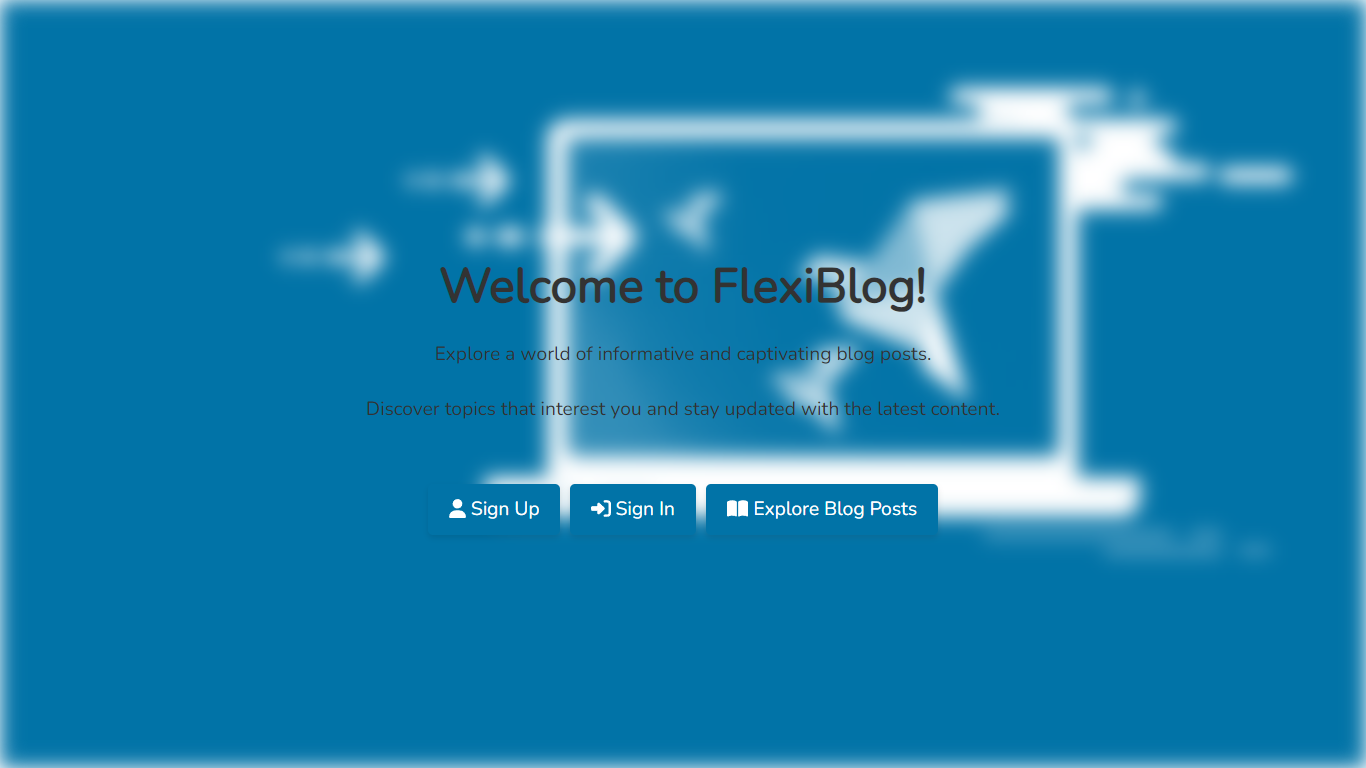 Welcome to FlexiBlog!
Explore a world of informative and captivating blog posts.
Discover topics that interest you and stay updated with the latest content.
Sign Up Sign In Explore Blog Posts